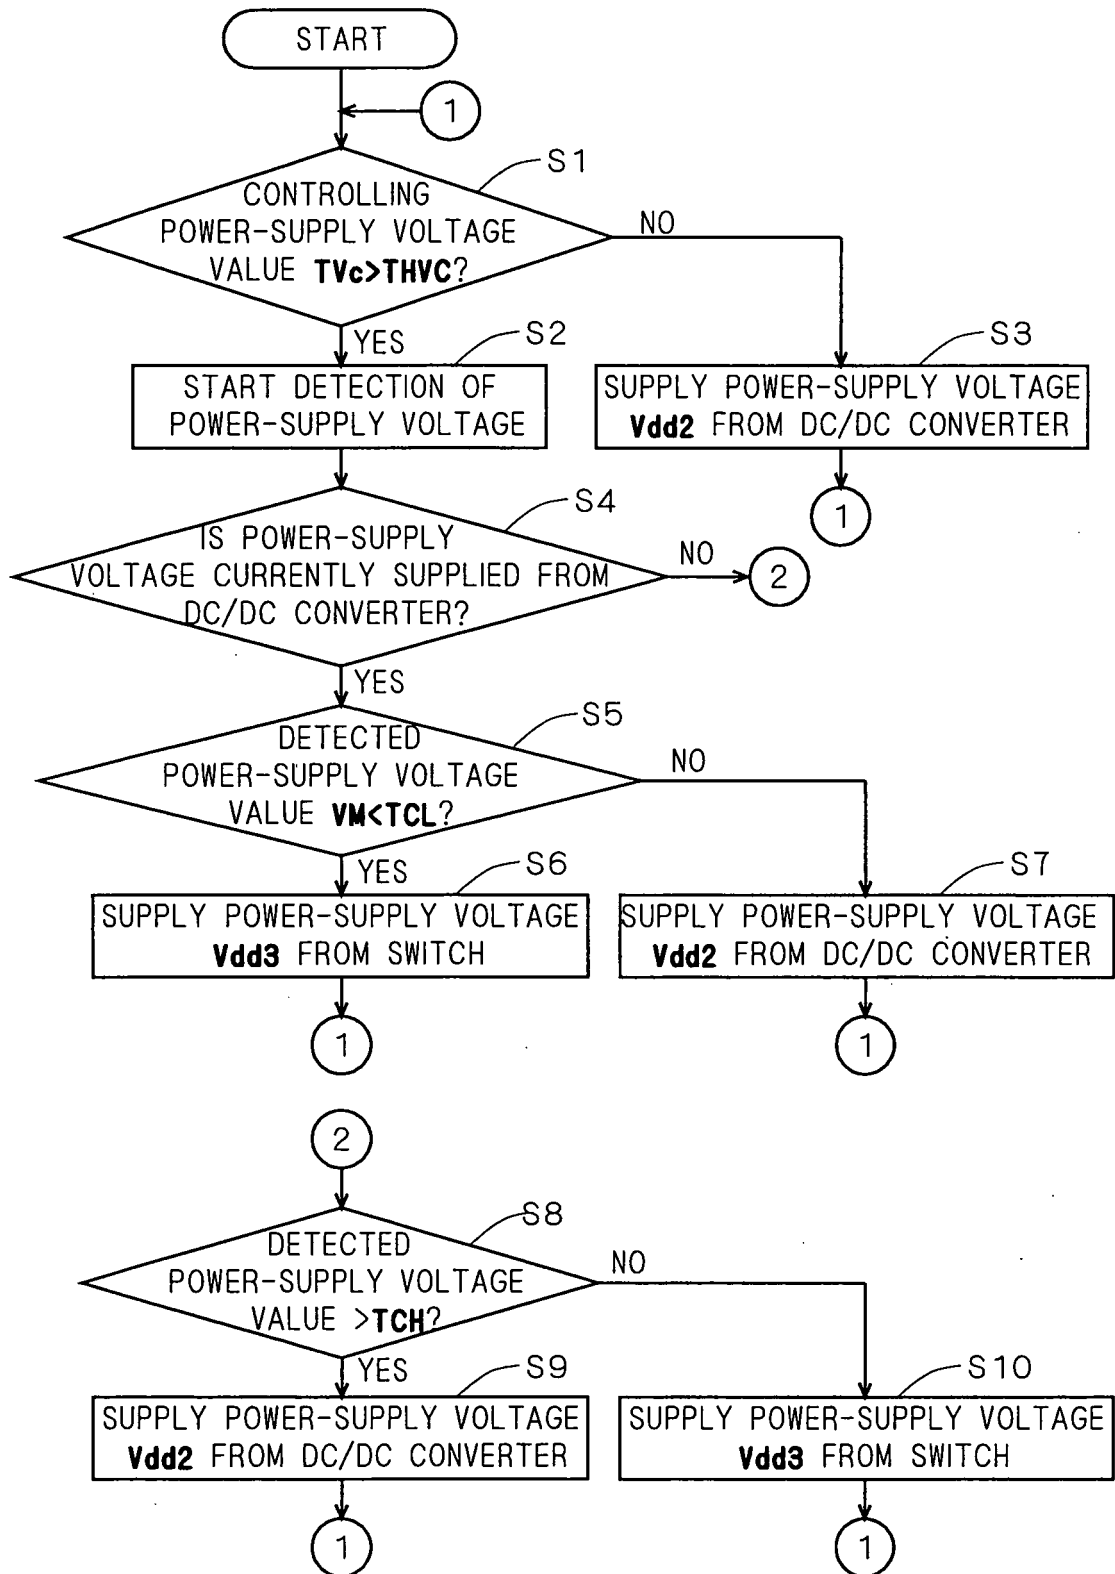 START
1
S1
CONTROLLING
POWER-SUPPLY VOLTAGE
VALUE TVc>THVC?
NO
YES
S2
START DETECTION OF
POWER-SUPPLY VOLTAGE
S3
SUPPLY POWER-SUPPLY VOLTAGE
Vdd2 FROM DC/DC CONVERTER
1
S4
IS POWER-SUPPLY
VOLTAGE CURRENTLY SUPPLIED FROM
DC/DC CONVERTER?
NO
2
YES
S5
DETECTED
POWER-SUPPLY VOLTAGE
VALUE VM<TCL?
NO
YES
S6
SUPPLY POWER-SUPPLY VOLTAGE
Vdd3 FROM SWITCH
1
S7
SUPPLY POWER-SUPPLY VOLTAGE
Vdd2 FROM DC/DC CONVERTER
1
2
S8
DETECTED
POWER-SUPPLY VOLTAGE
VALUE >TCH?
NO
YES
S9
SUPPLY POWER-SUPPLY VOLTAGE
Vdd2 FROM DC/DC CONVERTER
1
S10
SUPPLY POWER-SUPPLY VOLTAGE
Vdd3 FROM SWITCH
1